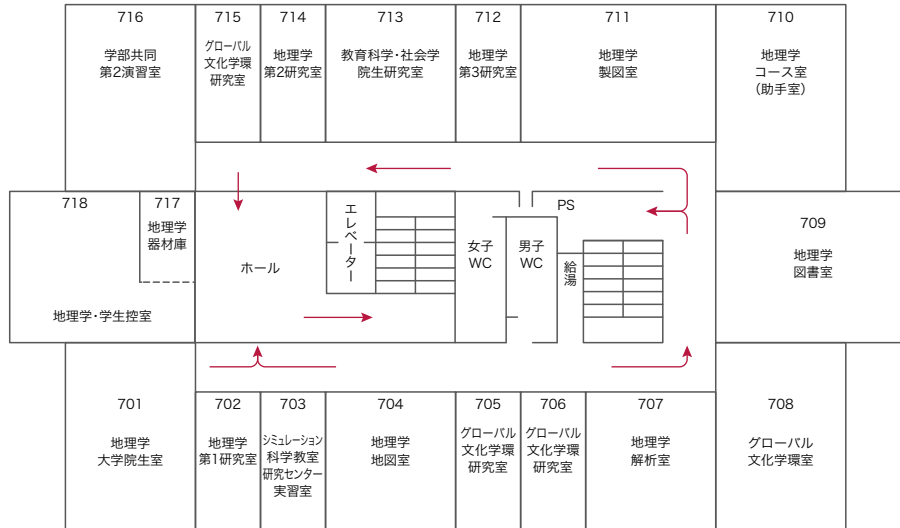 716
学部共同
第2演習室
715
グローバル
文化学環
研究室
714
地理学
第2研究室
713
教育科学・社会学
院生研究室
712
地理学
第3研究室
711
地理学
製図室
710
地理学
コース室
（助手室）
718
地理学・学生控室
717
地理学
器材庫
ホール
エレベーター
女子
WC
男子
WC
給湯
PS
709
地理学
図書室
701
地理学
大学院生室
702
地理学
第1研究室
703
シミュレーション
科学教室
研究センター
実習室
704
地理学
地図室
705
グローバル
文化学環
研究室
706
グローバル
文化学環
研究室
707
地理学
解析室
708
グローバル
文化学環室